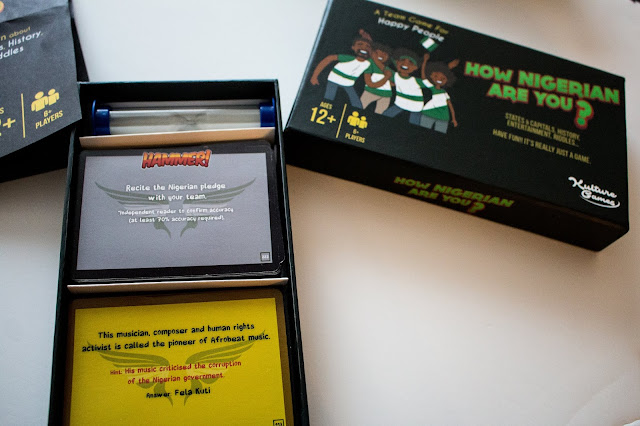 about
s, History,
ddles
2+
6+
PLAYERS
HAMMER!
Recite the Nigerian pledge
with your team.
*Independent reader to confirm accuracy
(at least 70% accuracy required).
This musician, composer and human rights
activist is called the pioneer of Afrobeat music.
Hint: His music criticised the corruption
of the Nigerian government.
Answer: Fela Kuti
A Team Game For
Happy People
HOW NIGERIAN
ARE YOU?
AGES
12+
6+
PLAYERS
STATES & CAPITALS, HISTORY,
ENTERTAINMENT, RIDDLES...
HAVE FUN! IT'S REALLY JUST A GAME.
Kulture
Games
HOW NIGERIAN
ARE YOU?